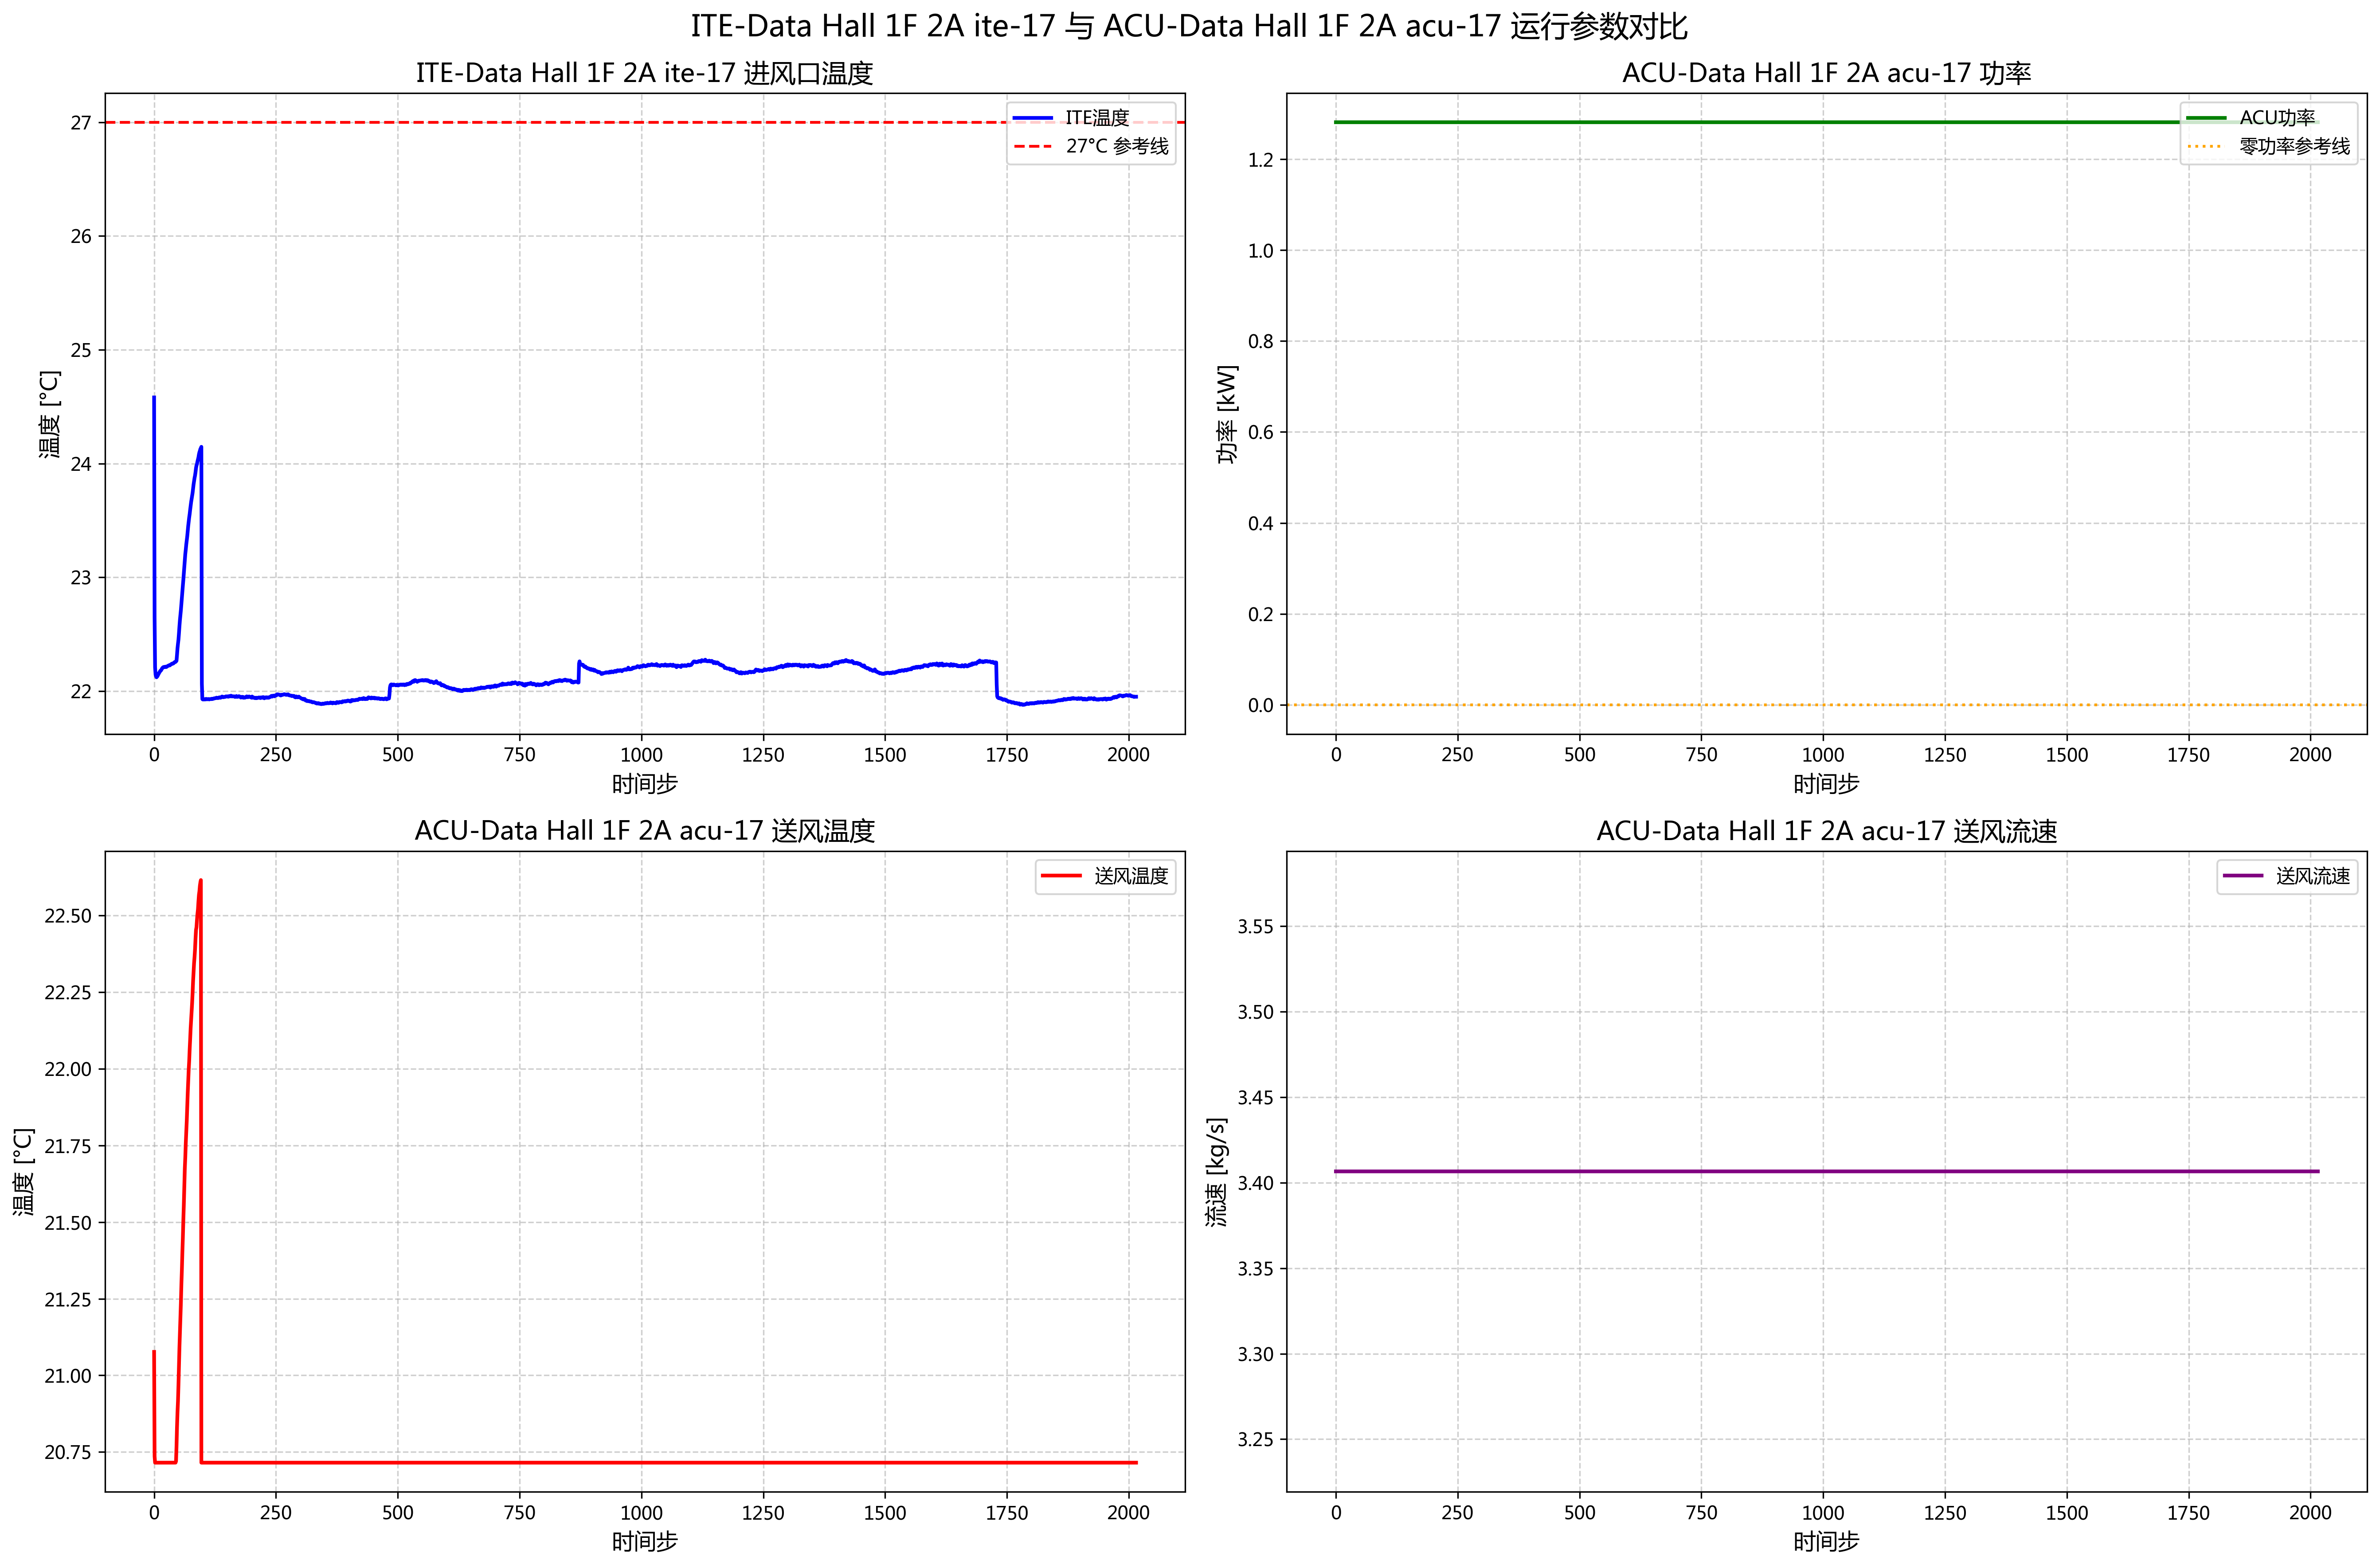 ITE-Data Hall 1F 2A ite-17 与 ACU-Data Hall 1F 2A acu-17 运行参数对比
ITE-Data Hall 1F 2A ite-17 进风口温度
27
26
25
24
23
22
温度 [°C]
ITE温度
27°C 参考线
0 250 500 750 1000 1250 1500 1750 2000
时间步
ACU-Data Hall 1F 2A acu-17 功率
1.2
1.0
0.8
0.6
0.4
0.2
0.0
功率 [kW]
ACU功率
零功率参考线
0 250 500 750 1000 1250 1500 1750 2000
时间步
ACU-Data Hall 1F 2A acu-17 送风温度
22.50
22.25
22.00
21.75
21.50
21.25
21.00
20.75
温度 [°C]
送风温度
0 250 500 750 1000 1250 1500 1750 2000
时间步
ACU-Data Hall 1F 2A acu-17 送风流速
3.55
3.50
3.45
3.40
3.35
3.30
3.25
流速 [kg/s]
送风流速
0 250 500 750 1000 1250 1500 1750 2000
时间步